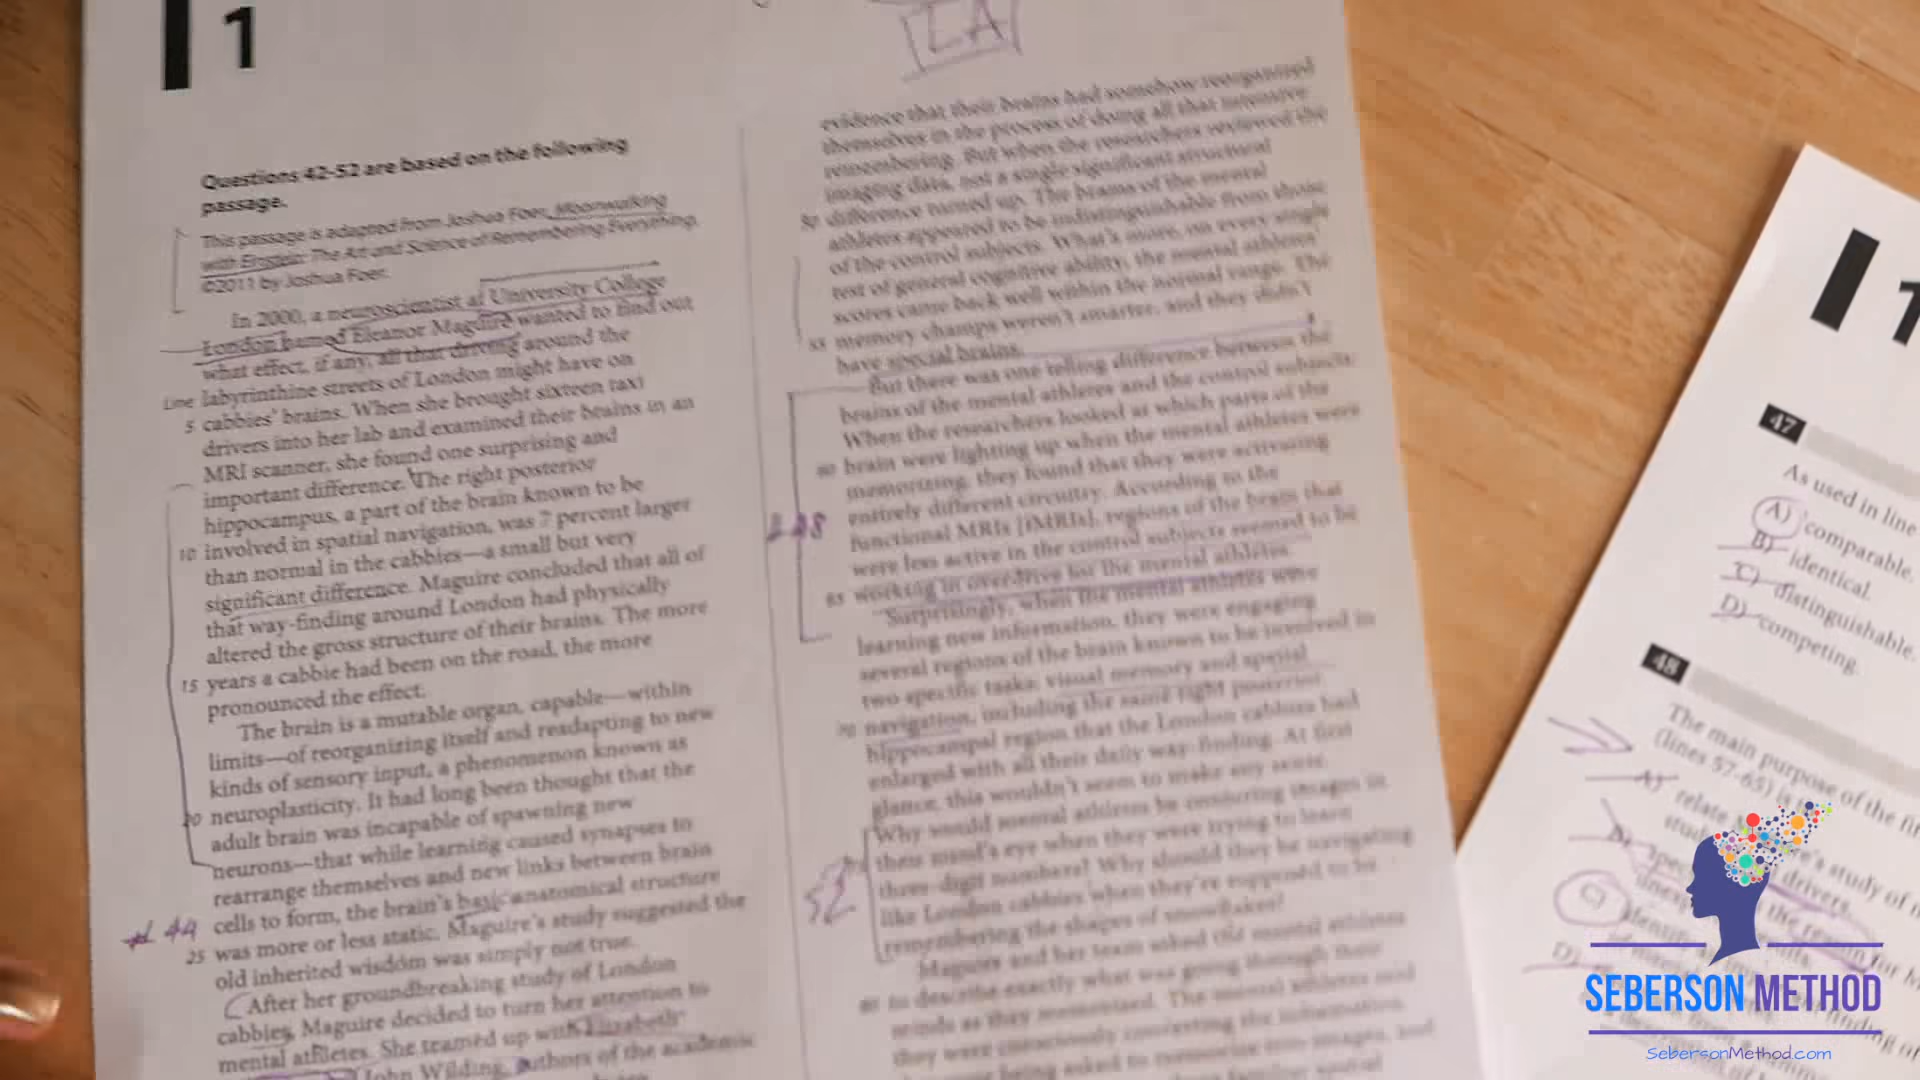 1
Questions 42-52 are based on the following
passage.
This passage is adapted from Joshua Foer, Moonwalking
with Einstein: The Art and Science of Remembering Everything.
©2011 by Joshua Foer.
In 2000, a neuroscientist at University College
London named Eleanor Maguire wanted to find out
what effect, if any, all that driving around the
Line labyrinthine streets of London might have on
5 cabbies' brains. When she brought sixteen taxi
drivers into her lab and examined their brains in an
MRI scanner, she found one surprising and
important difference. The right posterior
hippocampus, a part of the brain known to be
10 involved in spatial navigation, was 7 percent larger
than normal in the cabbies—a small but very
significant difference. Maguire concluded that all of
that way-finding around London had physically
altered the gross structure of their brains. The more
15 years a cabbie had been on the road, the more
pronounced the effect.
The brain is a mutable organ, capable—within
limits—of reorganizing itself and readapting to new
kinds of sensory input, a phenomenon known as
20 neuroplasticity. It had long been thought that the
adult brain was incapable of spawning new
neurons—that while learning caused synapses to
rearrange themselves and new links between brain
cells to form, the brain's basic anatomical structure
25 was more or less static. Maguire's study suggested the
old inherited wisdom was simply not true.
After her groundbreaking study of London
cabbies, Maguire decided to turn her attention to
mental athletes. She teamed up with Elizabeth
John Wilding, authors of the academic
44
evidence that their brains had somehow reorganized
themselves in the process of doing all that intensive
remembering. But when the researchers reviewed the
imaging data, not a single significant structural
50 difference turned up. The brains of the mental
athletes appeared to be indistinguishable from those
of the control subjects. What's more, on every single
test of general cognitive ability, the mental athletes'
scores came back well within the normal range. The
55 memory champs weren't smarter, and they didn't
have special brains.
But there was one telling difference between the
brains of the mental athletes and the control subjects:
When the researchers looked at which parts of the
60 brain were lighting up when the mental athletes were
memorizing, they found that they were activating
entirely different circuitry. According to the
functional MRIs [fMRIs], regions of the brain that
were less active in the control subjects seemed to be
65 working in overdrive for the mental athletes.
Surprisingly, when the mental athletes were
learning new information, they were engaging
several regions of the brain known to be involved in
two specific tasks: visual memory and spatial
70 navigation, including the same right posterior
hippocampal region that the London cabbies had
enlarged with all their daily way-finding. At first
glance, this wouldn't seem to make any sense.
Why would mental athletes be conjuring images in
their mind's eye when they were trying to learn
three-digit numbers? Why should they be navigating
like London cabbies when they're supposed to be
remembering the shapes of snowflakes?
Maguire and her team asked the mental athletes
80 to describe exactly what was going through their
minds as they memorized. The mental athletes said
they were consciously converting the information
52
1
47
As used in line
A) comparable.
B) identical.
C) distinguishable.
D) competing.
48
The main purpose of the
(lines 57-65) is
A) relate
C)
D)
SEBERSON METHOD
SebersonMethod.com